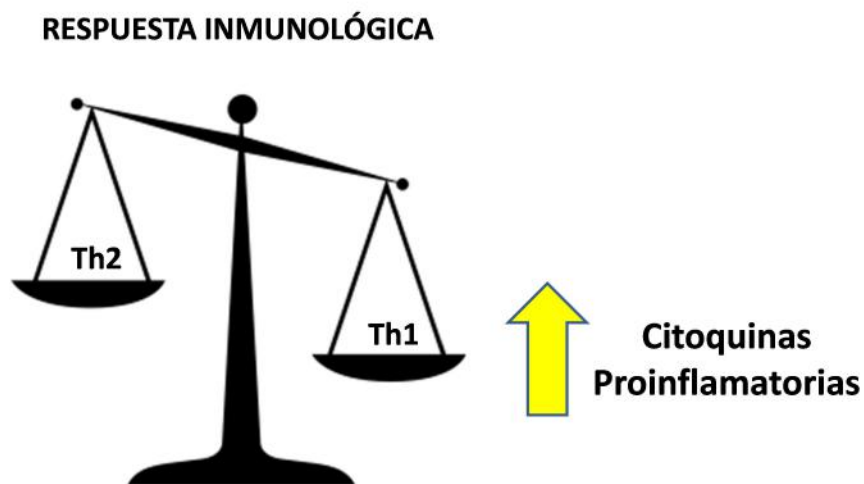 RESPUESTA INMUNOLÓGICA
Th2
Th1
Citoquinas
Proinflamatorias